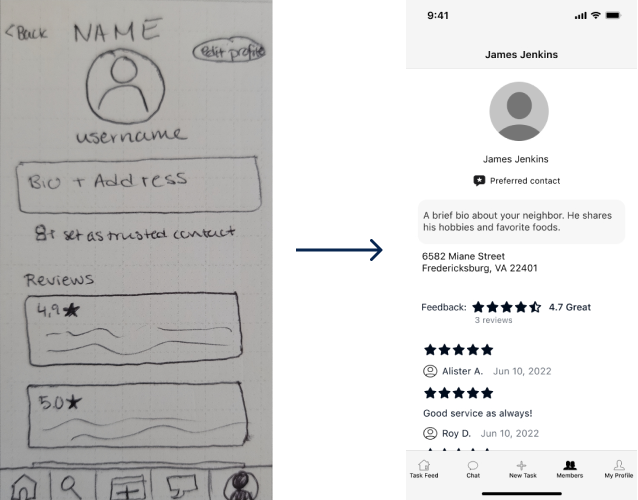 <Back
NAME
Edit profile
username
Bio + Address
set as trusted contact
Reviews
4.9★
5.0★
9:41
James Jenkins
James Jenkins
Preferred contact
A brief bio about your neighbor. He shares
his hobbies and favorite foods.
6582 Miane Street
Fredericksburg, VA 22401
Feedback: 4.7 Great
3 reviews
Alister A. Jun 10, 2022
Good service as always!
Roy D. Jun 10, 2022
Task Feed Chat New Task Members My Profile